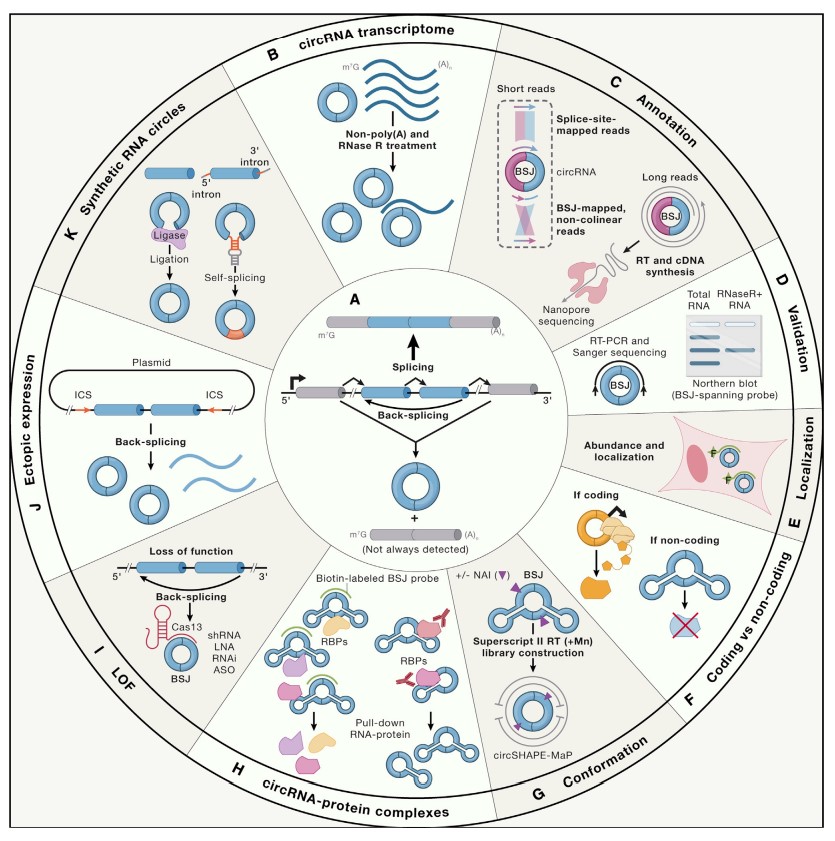 A
m⁷G
(A)ₙ
Splicing
5'
3'
Back-splicing
+
m⁷G
(A)ₙ
(Not always detected)
B circRNA transcriptome
m⁷G
(A)ₙ
Non-poly(A) and
RNase R treatment
C Annotation
Short reads
Splice-site-
mapped reads
BSJ
circRNA
BSJ-mapped,
non-colinear
reads
Long reads
BSJ
RT and cDNA
synthesis
Nanopore
sequencing
D Validation
Total
RNA
RNaseR+
RNA
RT-PCR and
Sanger sequencing
BSJ
Northern blot
(BSJ-spanning probe)
E Localization
Abundance and
localization
F
F
F Coding vs non-coding
If coding
If non-coding
G Conformation
+/- NAI (▼)
BSJ
Superscript II RT (+Mn)
library construction
circSHAPE-MaP
H circRNA-protein complexes
Biotin-labeled BSJ probe
RBPs
RBPs
Pull-down
RNA-protein
I LOF
Loss of function
5'
3'
Back-splicing
Cas13
shRNA
LNA
RNAi
ASO
BSJ
J Ectopic expression
Plasmid
ICS
ICS
Back-splicing
K Synthetic RNA circles
3'
intron
5'
intron
Ligase
Ligation
Self-splicing